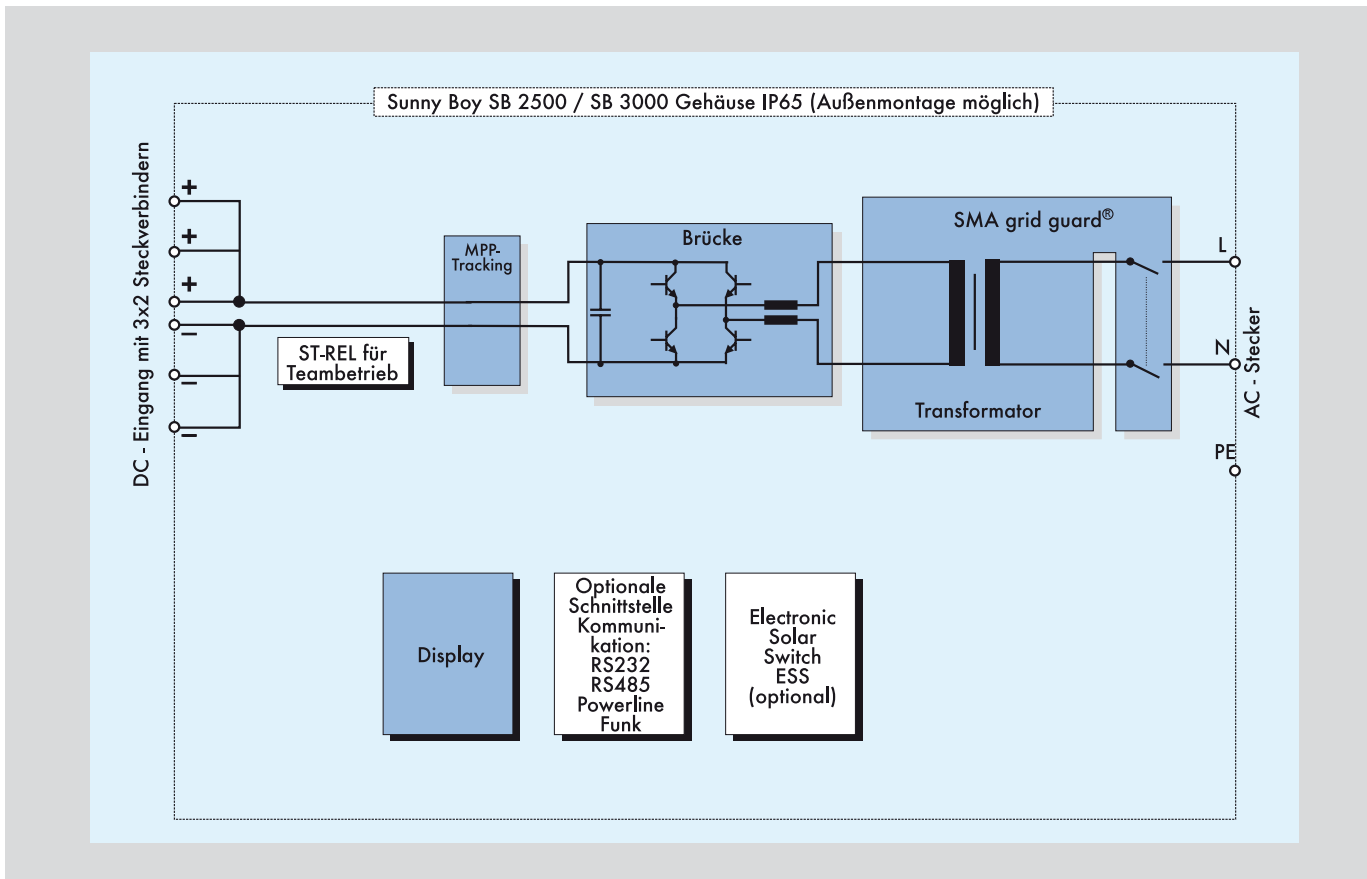 Sunny Boy SB 2500 / SB 3000 Gehäuse IP65 (Außenmontage möglich)
DC - Eingang mit 3x2 Steckverbindern
+
+
+
–
–
–
ST-REL für
Teambetrieb
MPP-
Tracking
Brücke
SMA grid guard®
Transformator
L
N
PE
AC - Stecker
Display
Optionale
Schnittstelle
Kommuni-
kation:
RS232
RS485
Powerline
Funk
Electronic
Solar
Switch
ESS
(optional)